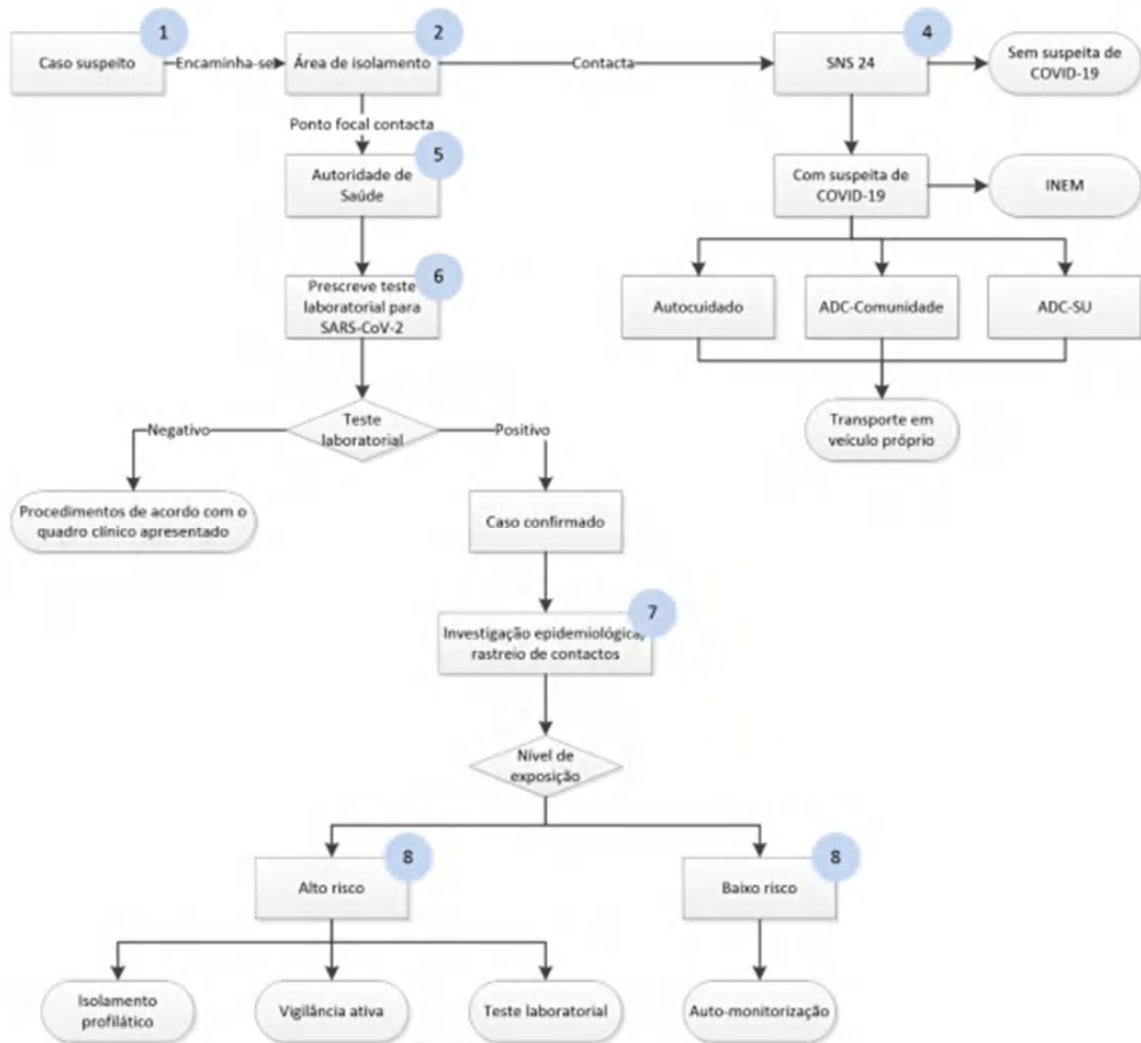 1
Caso suspeito
Encaminha-se
2
Área de isolamento
Contacta
4
SNS 24
Sem suspeita de
COVID-19
Ponto focal contacta
5
Autoridade de
Saúde
Com suspeita de
COVID-19
INEM
6
Prescreve teste
laboratorial para
SARS-CoV-2
Autocuidado
ADC-Comunidade
ADC-SU
Teste
laboratorial
Negativo
Positivo
Transporte em
veículo próprio
Procedimentos de acordo com o
quadro clínico apresentado
Caso confirmado
7
Investigação epidemiológica,
rastreio de contactos
Nível de
exposição
8
Alto risco
8
Baixo risco
Isolamento
profilático
Vigilância ativa
Teste laboratorial
Auto-monitorização